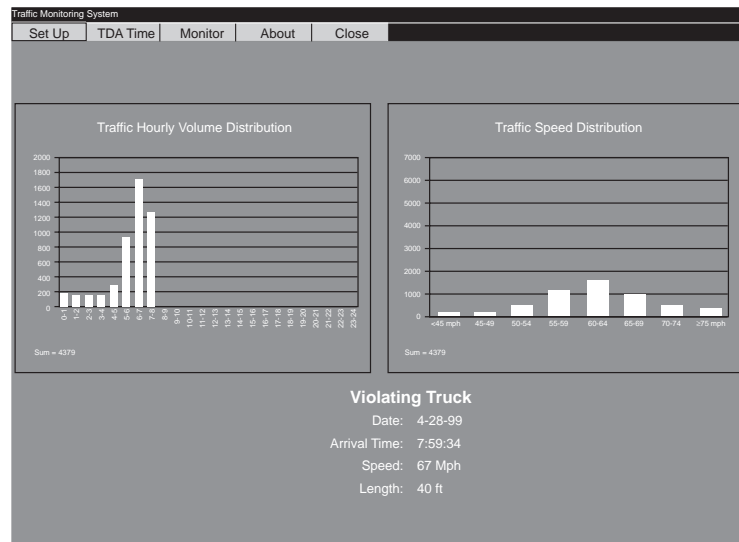 Traffic Monitoring System
Set Up TDA Time Monitor About Close
Traffic Hourly Volume Distribution
2000
1800
1600
1400
1200
1000
800
600
400
200
0
0-1 1-2 2-3 3-4 4-5 5-6 6-7 7-8 8-9 9-10 10-11 11-12 12-13 13-14 14-15 15-16 16-17 17-18 18-19 19-20 20-21 21-22 22-23 23-24
Sum = 4379
Traffic Speed Distribution
7000
6000
5000
4000
3000
2000
1000
0
<45 mph 45-49 50-54 55-59 60-64 65-69 70-74 ≥75 mph
Sum = 4379
Violating Truck
Date: 4-28-99
Arrival Time: 7:59:34
Speed: 67 Mph
Length: 40 ft